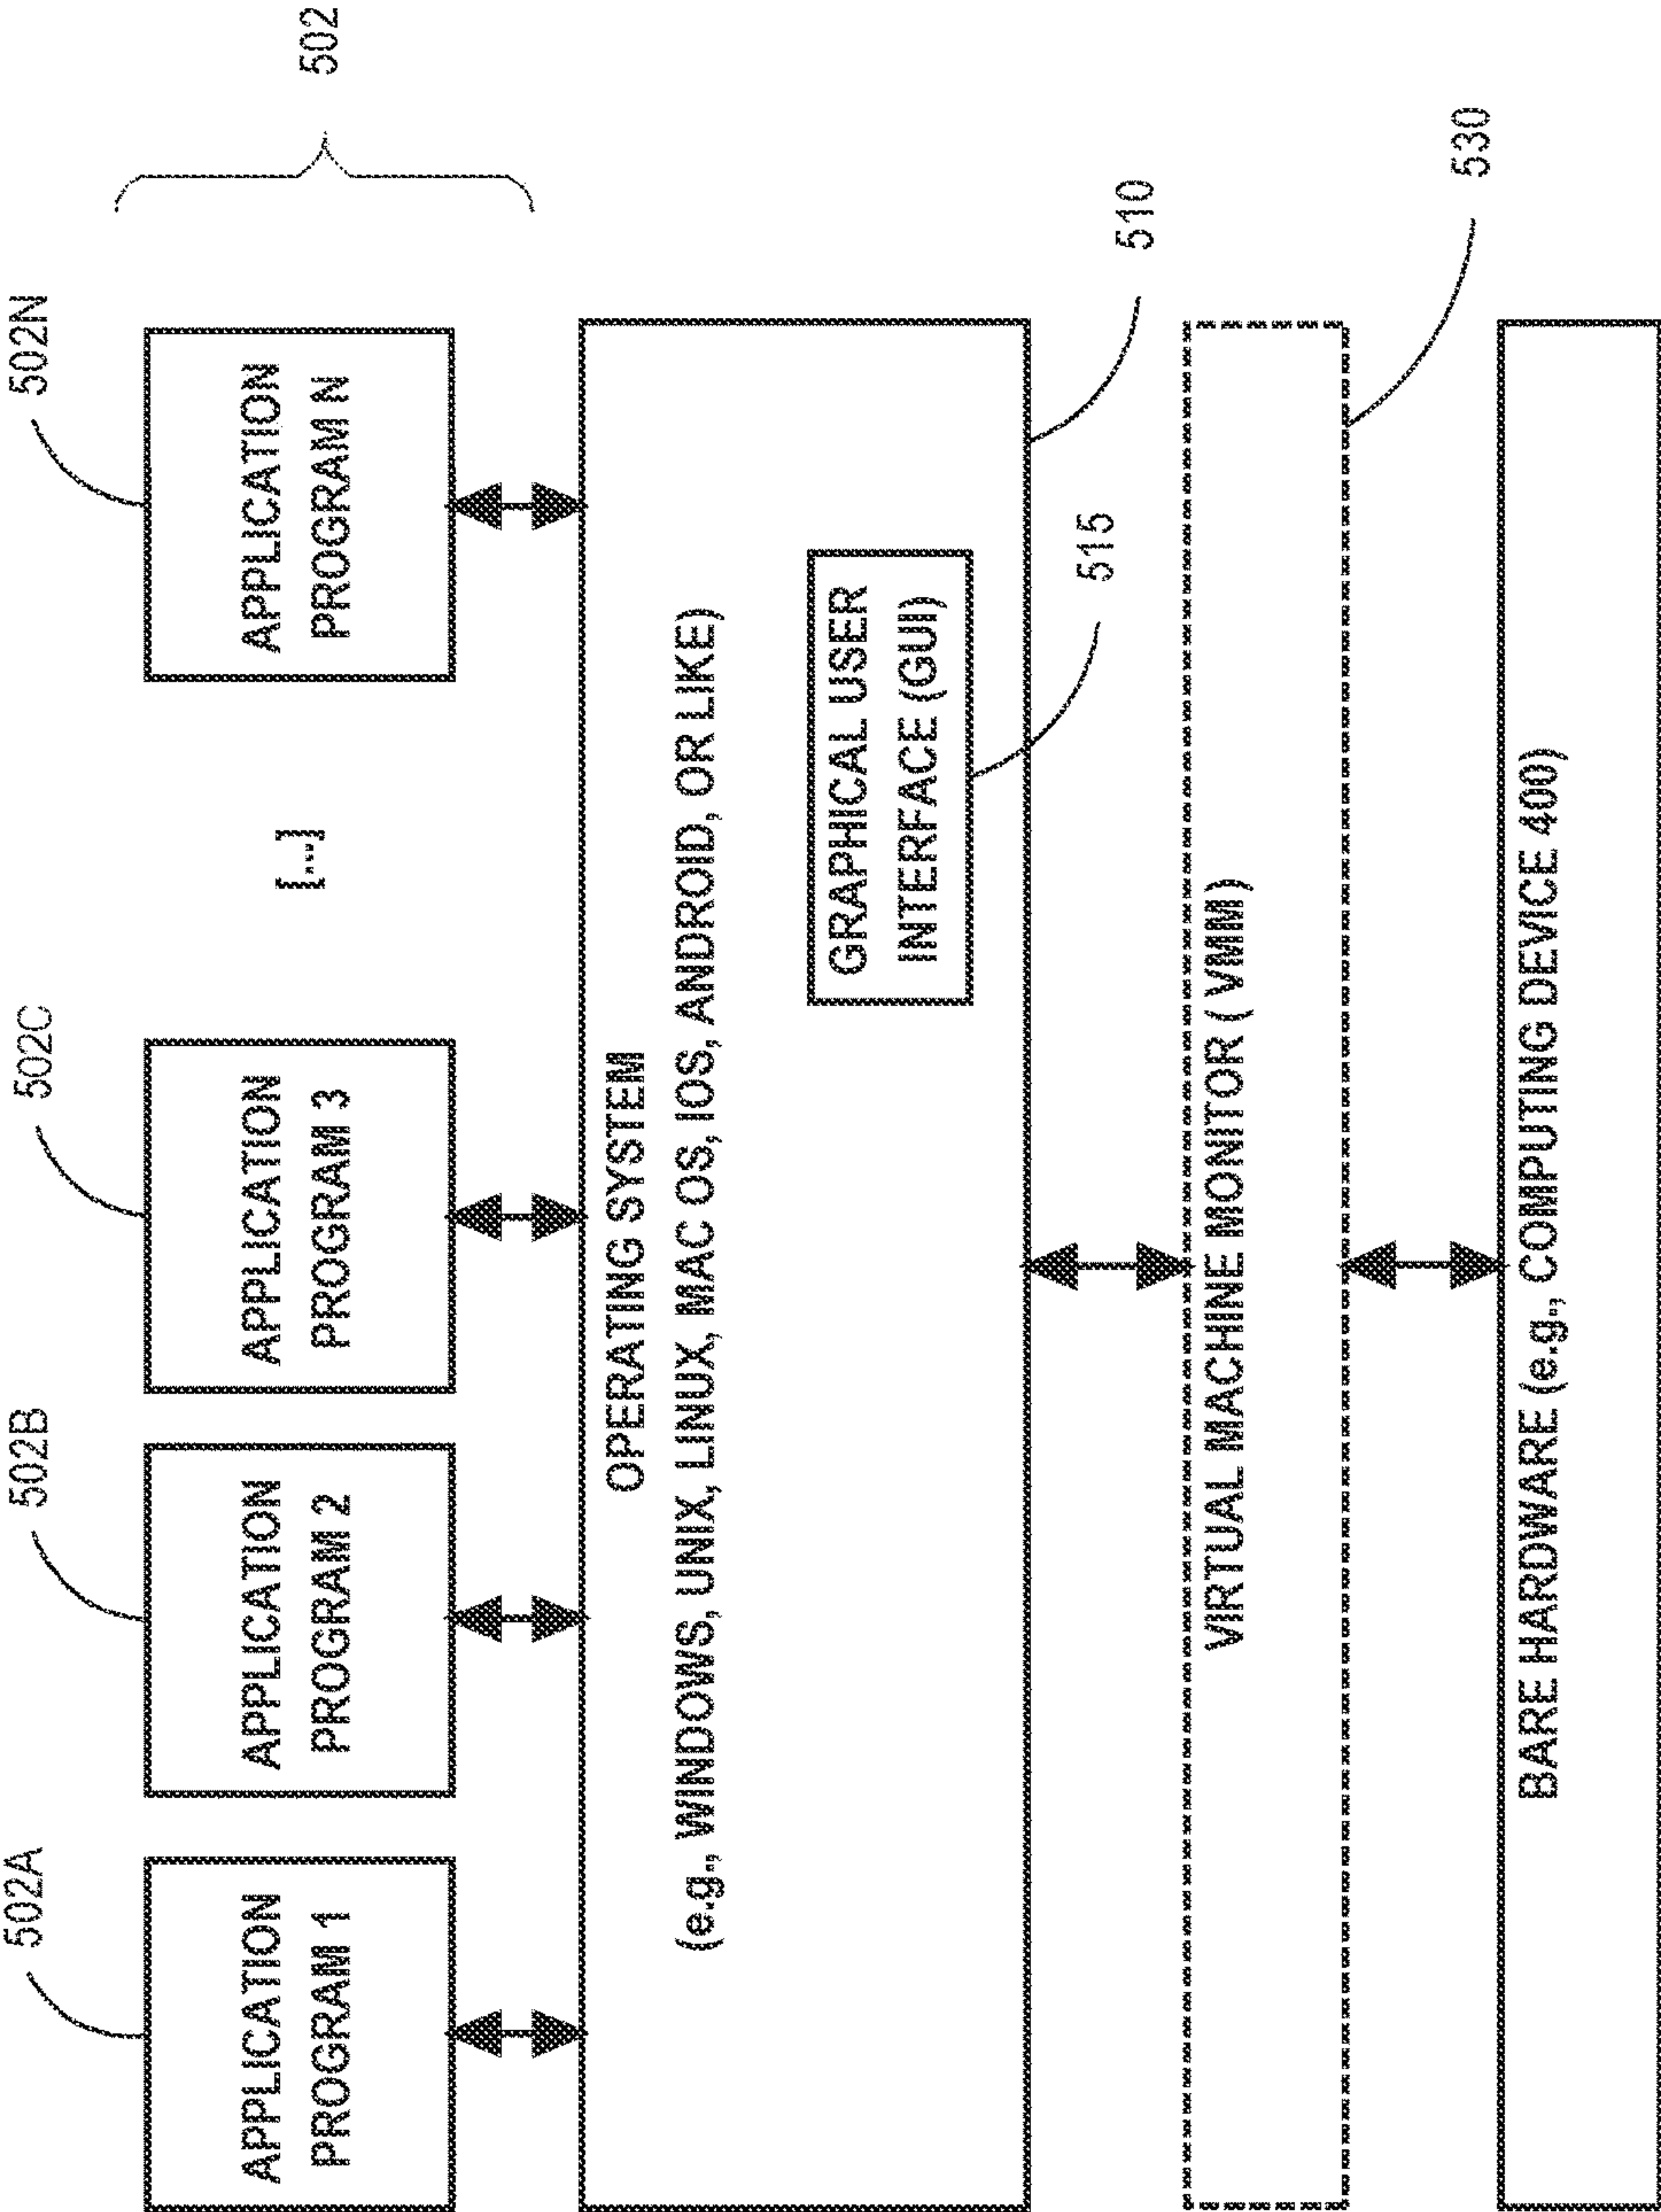 502A
502B
502C
502N
502
APPLICATION
PROGRAM 1
APPLICATION
PROGRAM 2
APPLICATION
PROGRAM 3
[...]
APPLICATION
PROGRAM N
OPERATING SYSTEM
(e.g., WINDOWS, UNIX, LINUX, MAC OS, IOS, ANDROID, OR LIKE)
GRAPHICAL USER
INTERFACE (GUI)
515
510
VIRTUAL MACHINE MONITOR ( VMM )
530
BARE HARDWARE (e.g., COMPUTING DEVICE 400)